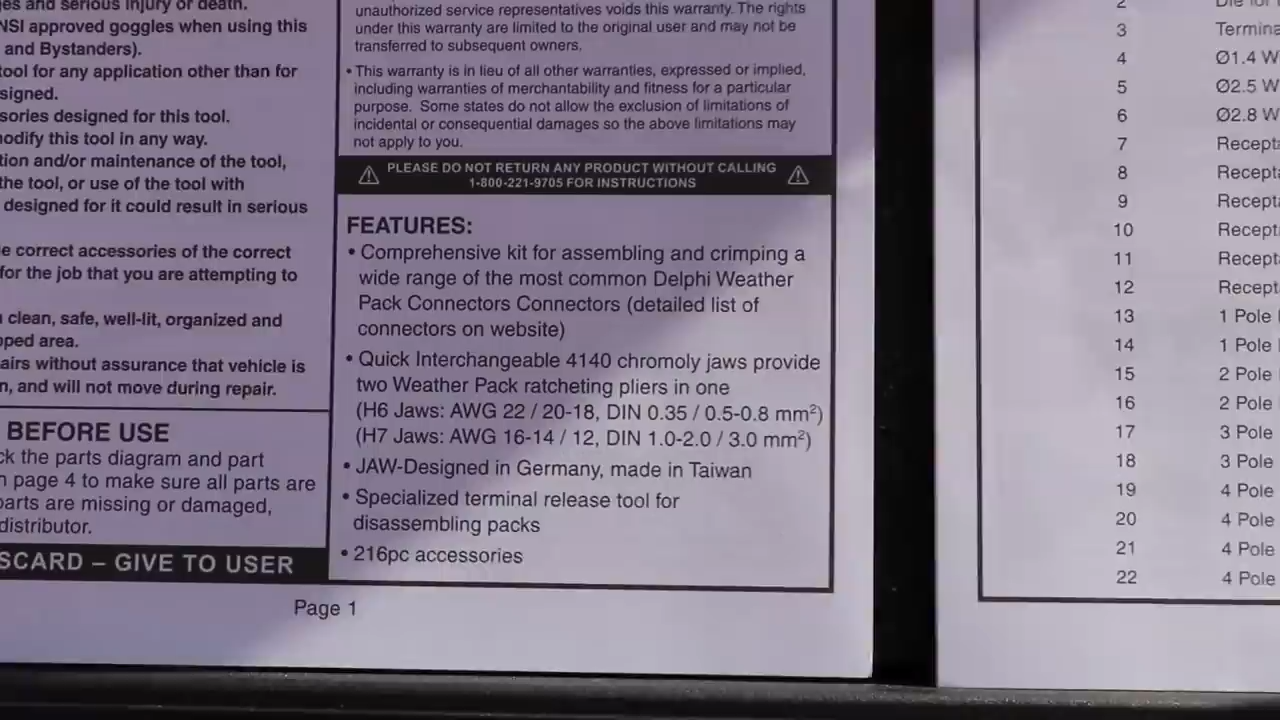 ges and serious injury or death.
NSI approved goggles when using this
and Bystanders).
tool for any application other than for
signed.
sories designed for this tool.
modify this tool in any way.
tion and/or maintenance of the tool,
the tool, or use of the tool with
designed for it could result in serious
e correct accessories of the correct
for the job that you are attempting to
clean, safe, well-lit, organized and
pped area.
airs without assurance that vehicle is
n, and will not move during repair.
BEFORE USE
ck the parts diagram and part
n page 4 to make sure all parts are
parts are missing or damaged,
distributor.
SCARD – GIVE TO USER
unauthorized service representatives voids this warranty. The rights
under this warranty are limited to the original user and may not be
transferred to subsequent owners.
• This warranty is in lieu of all other warranties, expressed or implied,
including warranties of merchantability and fitness for a particular
purpose. Some states do not allow the exclusion of limitations of
incidental or consequential damages so the above limitations may
not apply to you.
PLEASE DO NOT RETURN ANY PRODUCT WITHOUT CALLING
1-800-221-9705 FOR INSTRUCTIONS
FEATURES:
• Comprehensive kit for assembling and crimping a
wide range of the most common Delphi Weather
Pack Connectors Connectors (detailed list of
connectors on website)
• Quick Interchangeable 4140 chromoly jaws provide
two Weather Pack ratcheting pliers in one
(H6 Jaws: AWG 22 / 20-18, DIN 0.35 / 0.5-0.8 mm²)
(H7 Jaws: AWG 16-14 / 12, DIN 1.0-2.0 / 3.0 mm²)
• JAW-Designed in Germany, made in Taiwan
• Specialized terminal release tool for
disassembling packs
• 216pc accessories
Page 1
2 Die for
3 Termina
4 Ø1.4 W
5 Ø2.5 W
6 Ø2.8 W
7 Recepta
8 Recepta
9 Recepta
10 Recepta
11 Recepta
12 Recepta
13 1 Pole
14 1 Pole
15 2 Pole
16 2 Pole
17 3 Pole
18 3 Pole
19 4 Pole
20 4 Pole
21 4 Pole
22 4 Pole